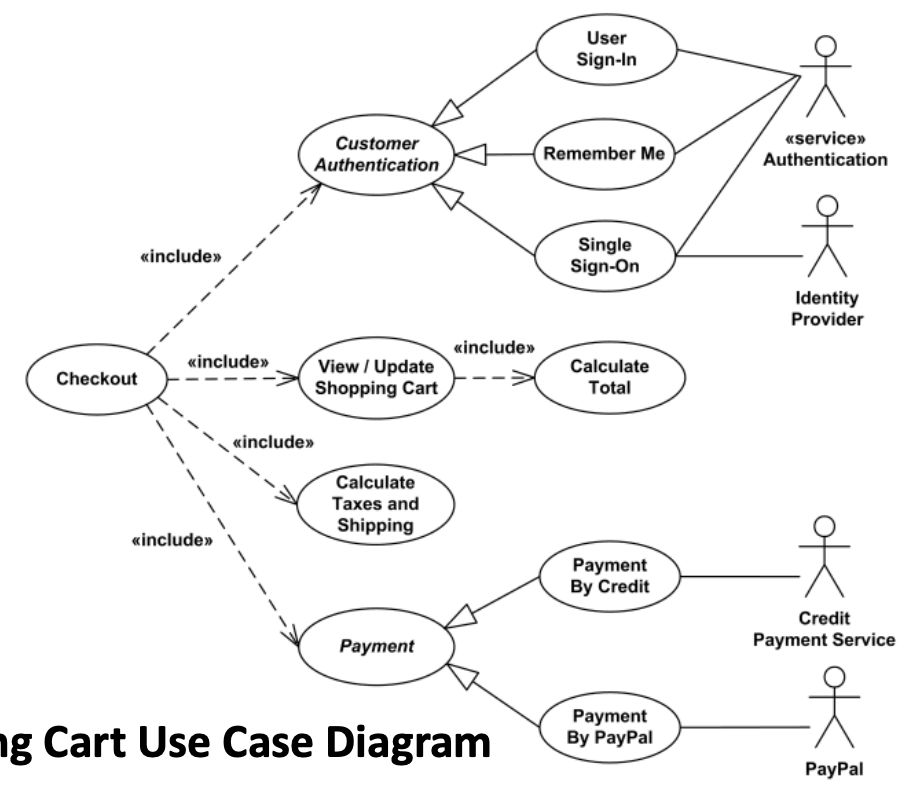 User
Sign-In
Customer
Authentication
Remember Me
«service»
Authentication
Single
Sign-On
«include»
Identity
Provider
Checkout
«include»
View / Update
Shopping Cart
«include»
Calculate
Total
«include»
Calculate
Taxes and
Shipping
«include»
Payment
By Credit
Credit
Payment Service
Payment
Payment
By PayPal
PayPal
ng Cart Use Case Diagram